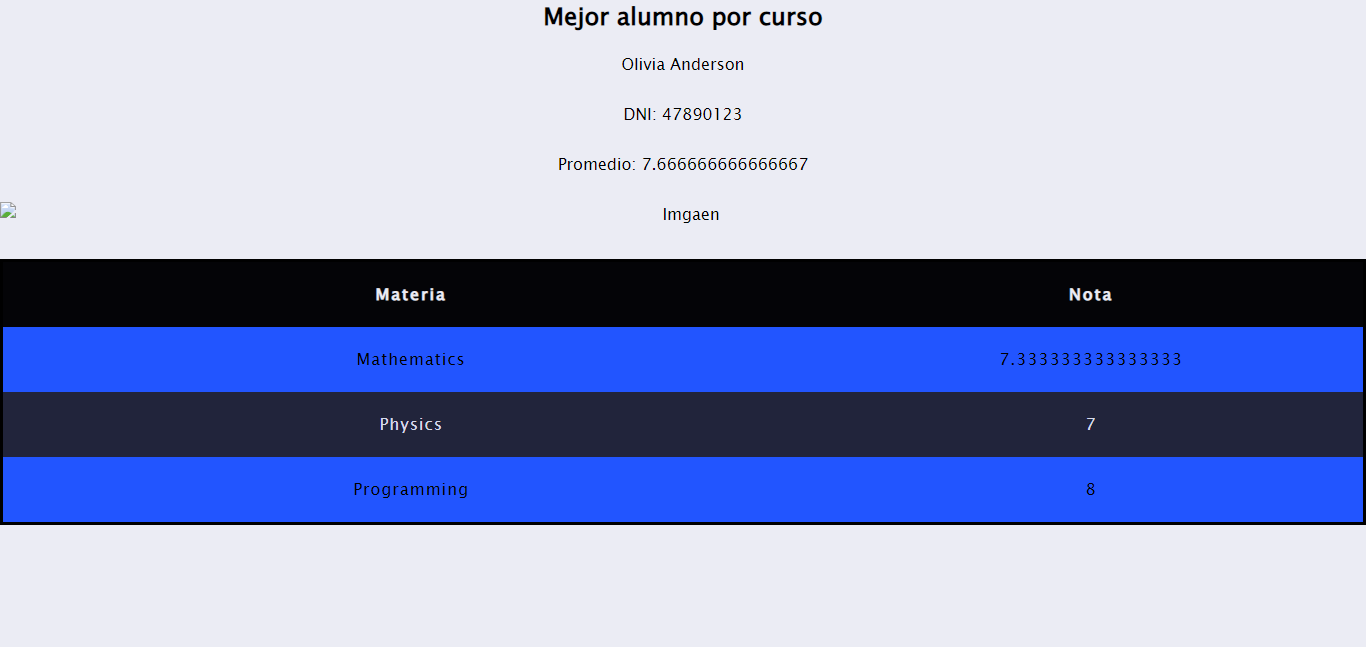 Mejor alumno por curso
Olivia Anderson
DNI: 47890123
Promedio: 7.666666666666667
Imgaen
Materia Nota
Mathematics 7.333333333333333
Physics 7
Programming 8